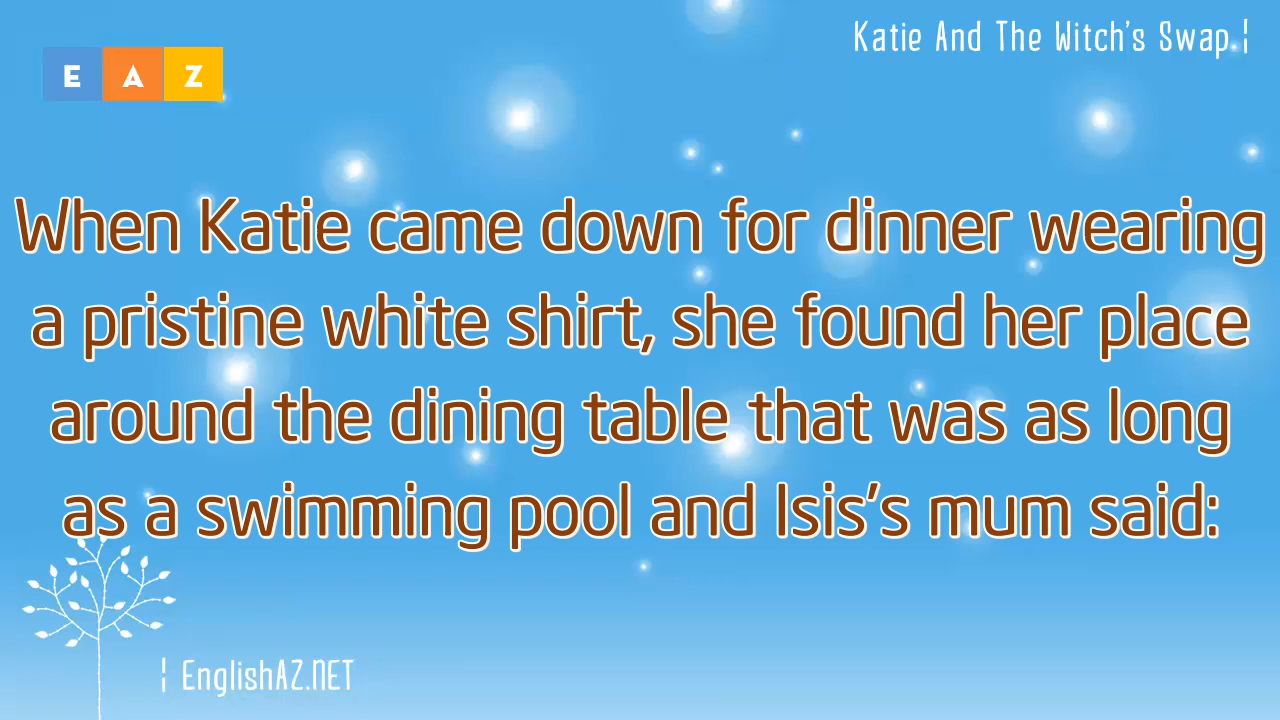 E A Z
Katie And The Witch's Swap ¦
When Katie came down for dinner wearing
a pristine white shirt, she found her place
around the dining table that was as long
as a swimming pool and Isis's mum said:
¦ EnglishAZ.NET